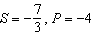 S = −7/3 , P = −4